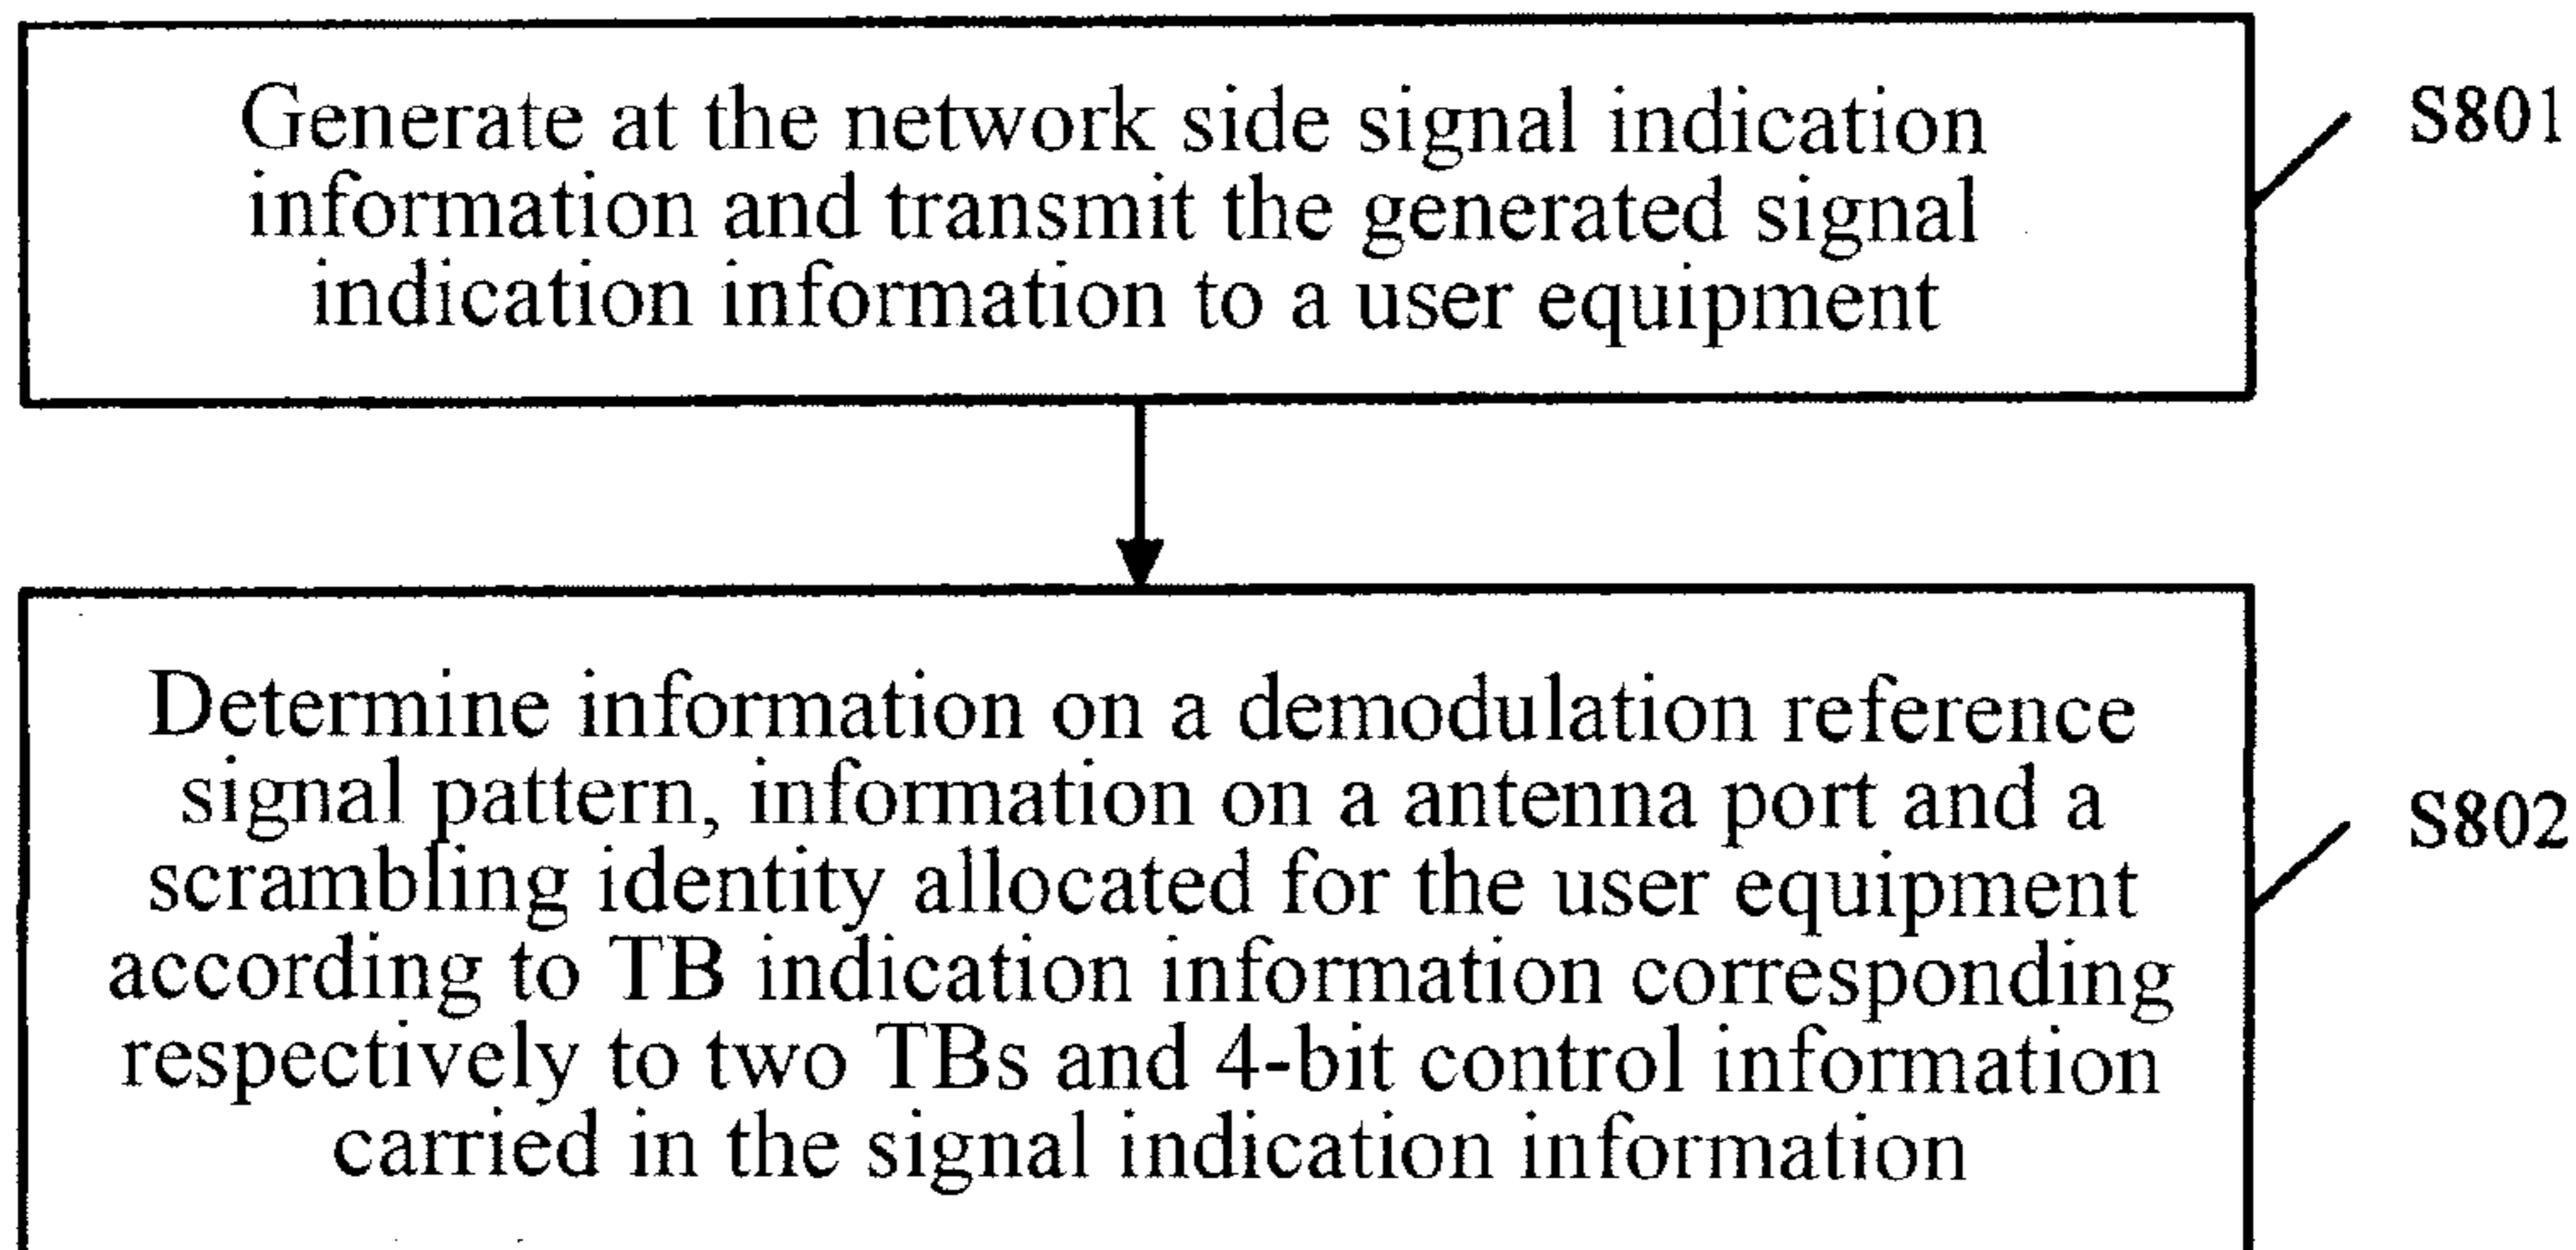 Generate at the network side signal indication
information and transmit the generated signal
indication information to a user equipment
S801
Determine information on a demodulation reference
signal pattern, information on a antenna port and a
scrambling identity allocated for the user equipment
according to TB indication information corresponding
respectively to two TBs and 4-bit control information
carried in the signal indication information
S802